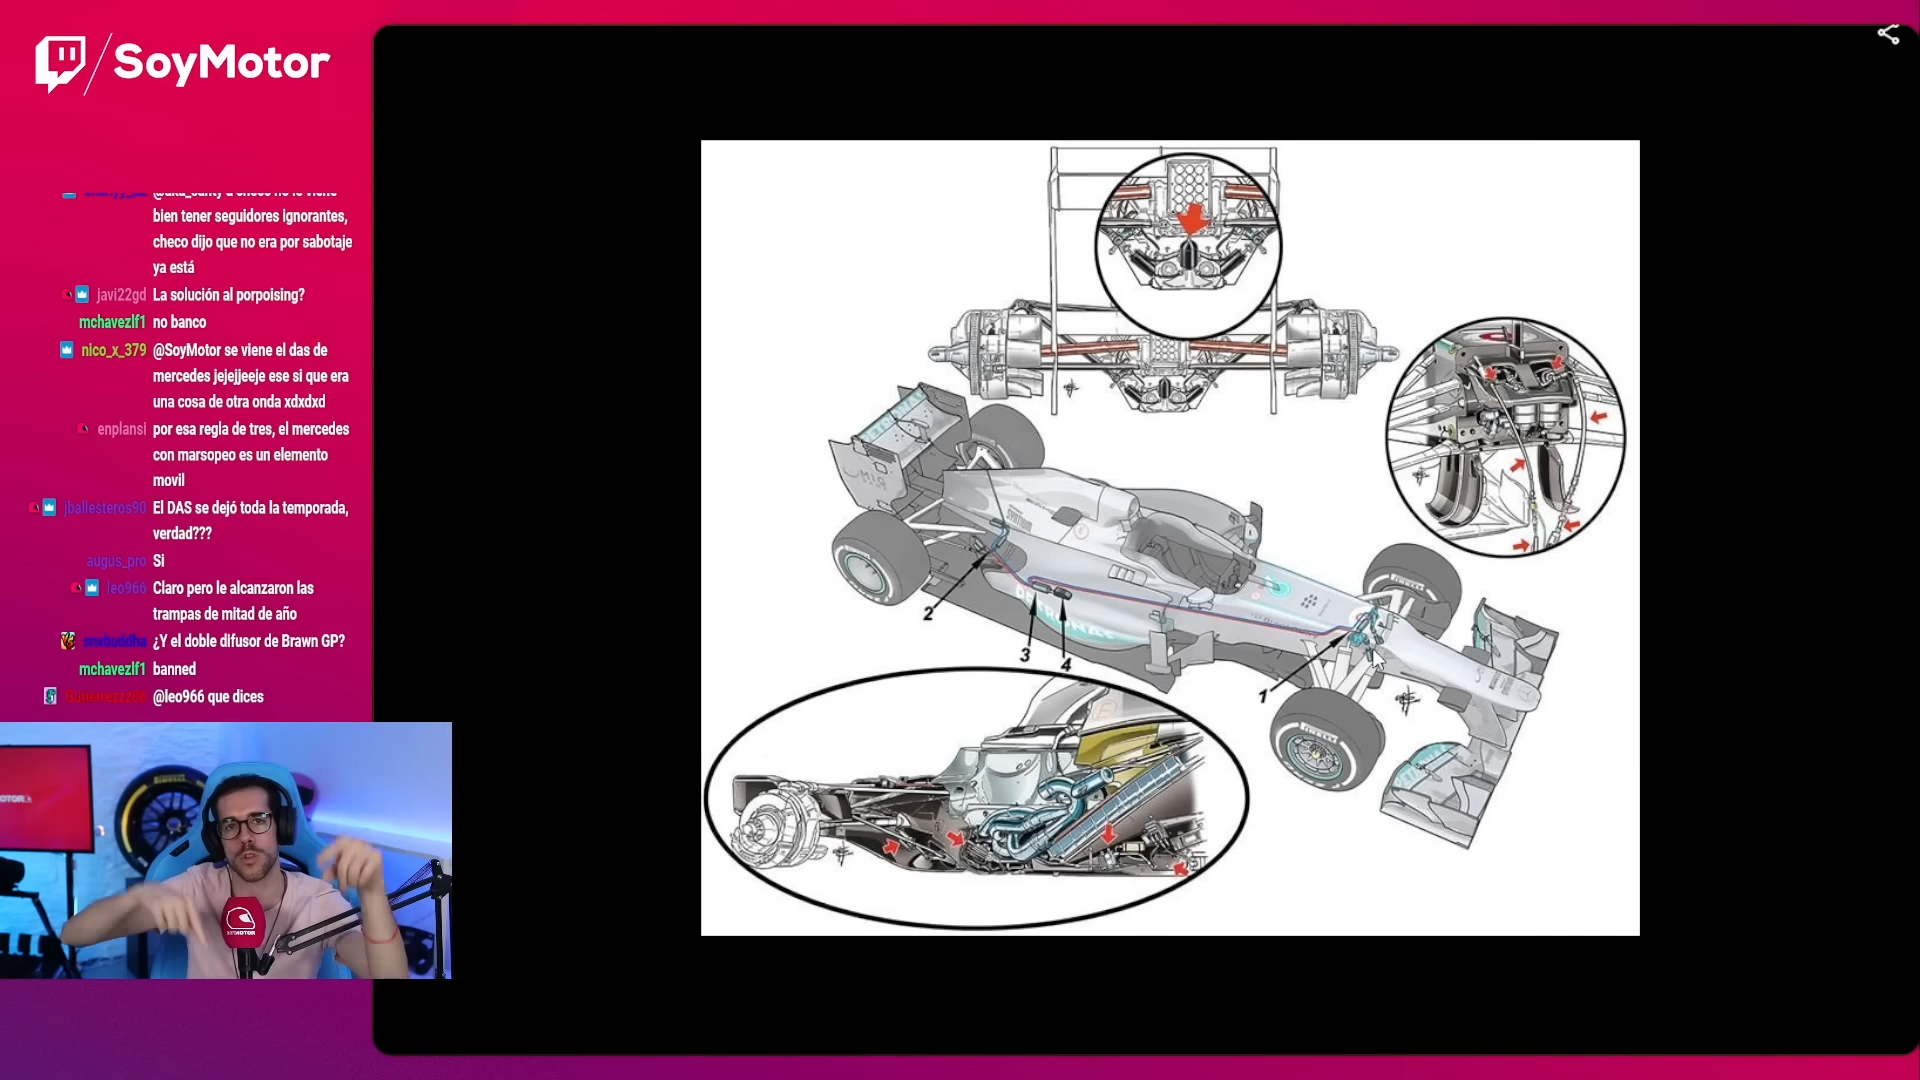 SoyMotor
bien tener seguidores ignorantes,
checo dijo que no era por sabotaje
ya está
javi22gd La solución al porpoising?
mchavezlf1 no banco
nico_x_379 @SoyMotor se viene el das de
mercedes jejejjeeje ese si que era
una cosa de otra onda xdxdxd
enplansi por esa regla de tres, el mercedes
con marsopeo es un elemento
movil
jballesteros90 El DAS se dejó toda la temporada,
verdad???
augus_pro Si
leo966 Claro pero le alcanzaron las
trampas de mitad de año
¿Y el doble difusor de Brawn GP?
mchavezlf1 banned
@leo966 que dices
2
3
4
1
PETRONAS